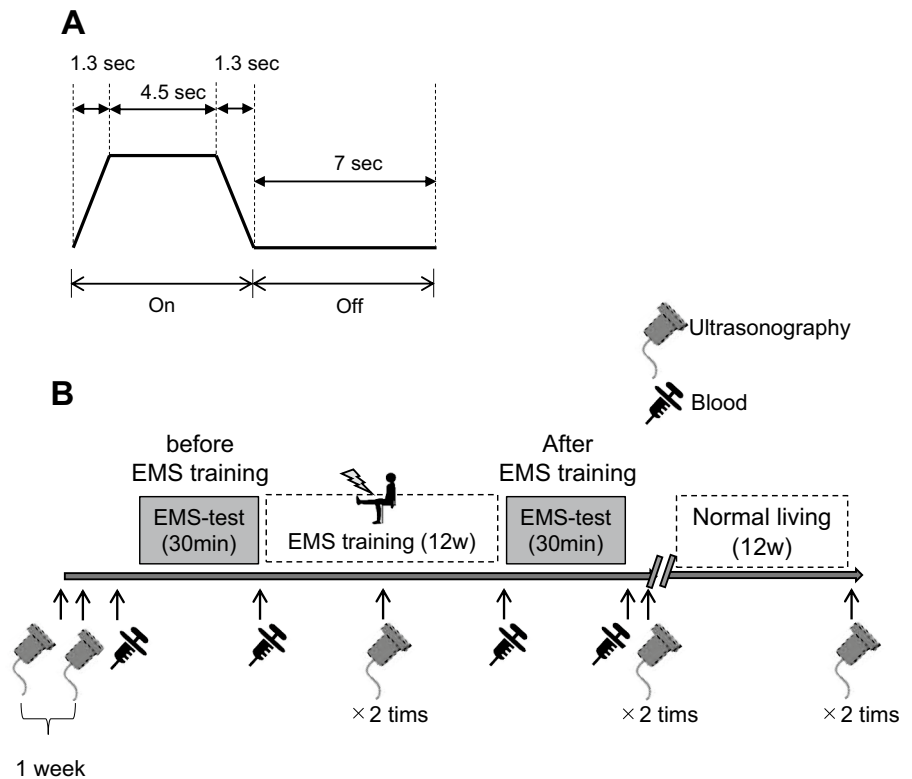 A
1.3 sec
1.3 sec
4.5 sec
7 sec
On
Off
Ultrasonography
Blood
B
before
EMS training
After
EMS training
EMS-test
(30min)
EMS training (12w)
EMS-test
(30min)
Normal living
(12w)
×2 tims
×2 tims
×2 tims
1 week